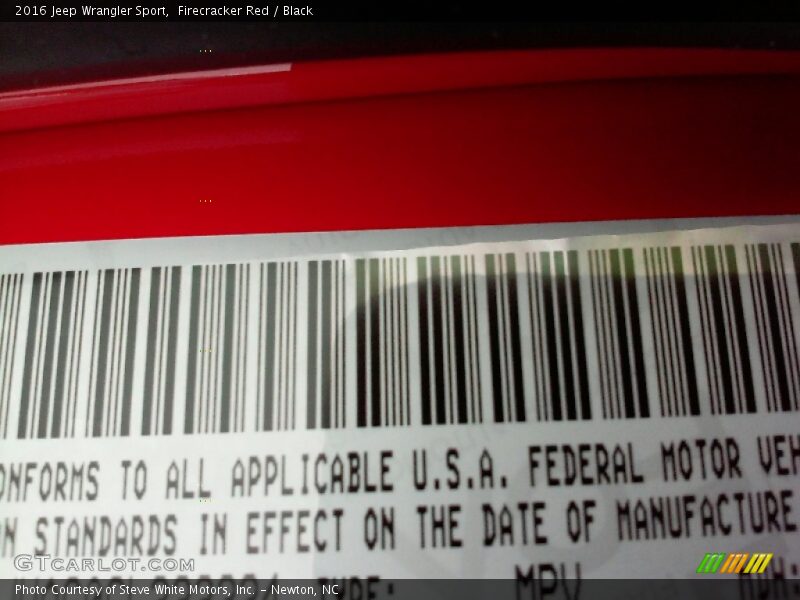 2016 Jeep Wrangler Sport,  Firecracker Red / Black
ONFORMS TO ALL APPLICABLE U.S.A. FEDERAL MOTOR VEH
N STANDARDS IN EFFECT ON THE DATE OF MANUFACTURE
TYPE: MPV
GTCARLOT.COM
Photo Courtesy of Steve White Motors, Inc. – Newton, NC